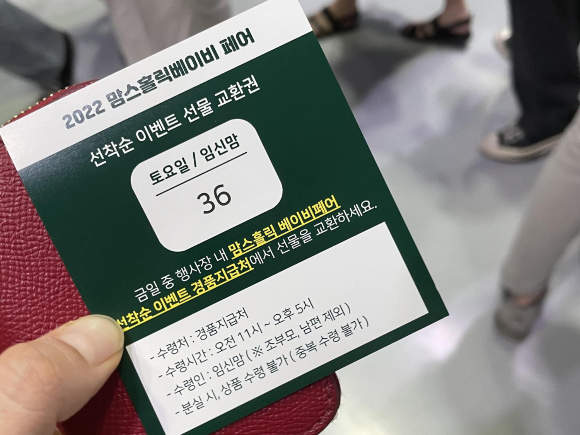 2022 맘스홀릭베이비 페어
선착순 이벤트 선물 교환권
토요일 / 임신맘
36
금일 중 행사장 내 맘스홀릭 베이비페어
선착순 이벤트 경품지급처에서 선물을 교환하세요.
- 수령처 : 경품지급처
- 수령시간 : 오전 11시 ~ 오후 5시
- 수령인 : 임신맘 ( ※ 조부모, 남편 제외 )
- 분실 시, 상품 수령 불가 ( 중복 수령 불가 )